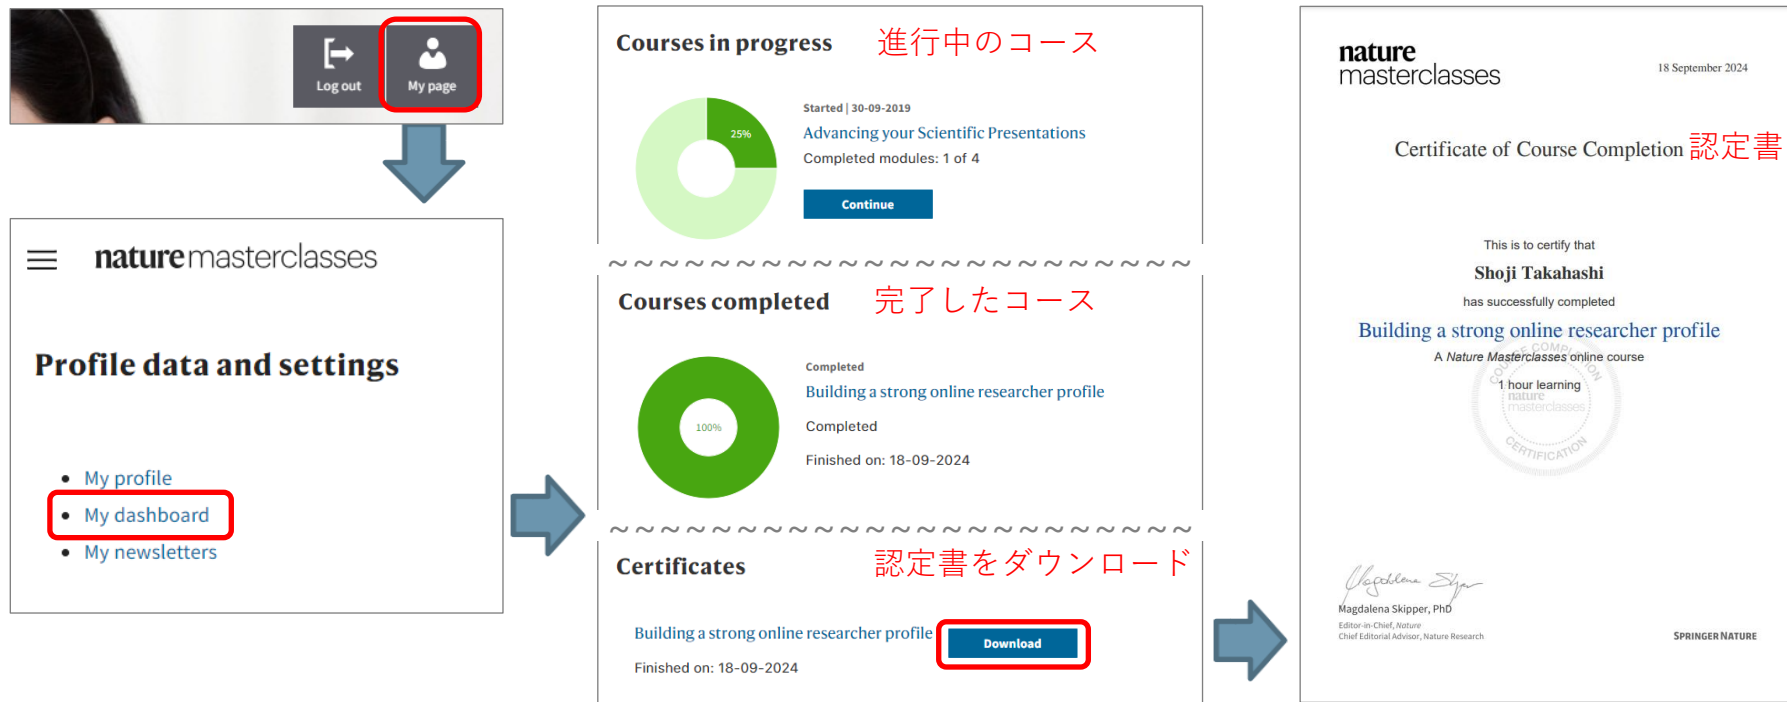 Log out
My page
nature masterclasses
Profile data and settings
• My profile
• My dashboard
• My newsletters
Courses in progress 進行中のコース
25%
Started | 30-09-2019
Advancing your Scientific Presentations
Completed modules: 1 of 4
Continue
~~~~~~~~~~~~~~~~~~~~~~~
Courses completed 完了したコース
100%
Completed
Building a strong online researcher profile
Completed
Finished on: 18-09-2024
~~~~~~~~~~~~~~~~~~~~~~~
Certificates 認定書をダウンロード
Building a strong online researcher profile
Download
Finished on: 18-09-2024
nature
masterclasses
18 September 2024
Certificate of Course Completion 認定書
This is to certify that
Shoji Takahashi
has successfully completed
Building a strong online researcher profile
A Nature Masterclasses online course
1 hour learning
COURSE COMPLETION
nature
masterclasses
CERTIFICATION
Magdalena Skipper, PhD
Editor-in-Chief, Nature
Chief Editorial Advisor, Nature Research
SPRINGER NATURE